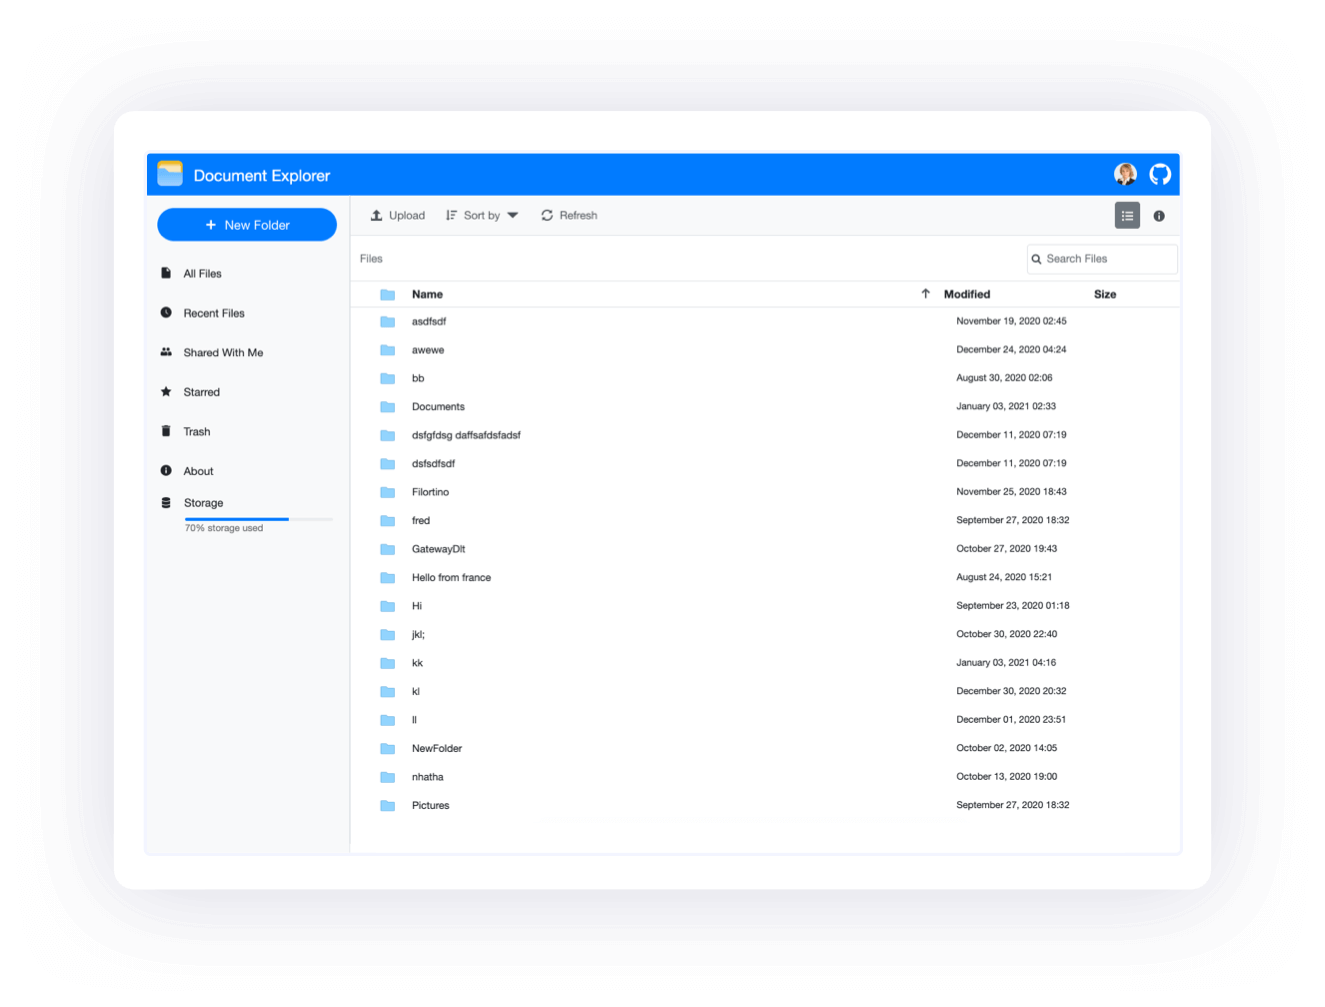 Document Explorer
+ New Folder
All Files
Recent Files
Shared With Me
Starred
Trash
About
Storage
70% storage used
Upload Sort by Refresh
Files Search Files
Name Modified Size
asdfsdf November 19, 2020 02:45
awewe December 24, 2020 04:24
bb August 30, 2020 02:06
Documents January 03, 2021 02:33
dsfgfdsg daffsafdsfadsf December 11, 2020 07:19
dsfsdfsdf December 11, 2020 07:19
Filortino November 25, 2020 18:43
fred September 27, 2020 18:32
GatewayDlt October 27, 2020 19:43
Hello from france August 24, 2020 15:21
Hi September 23, 2020 01:18
jkl; October 30, 2020 22:40
kk January 03, 2021 04:16
kl December 30, 2020 20:32
ll December 01, 2020 23:51
NewFolder October 02, 2020 14:05
nhatha October 13, 2020 19:00
Pictures September 27, 2020 18:32